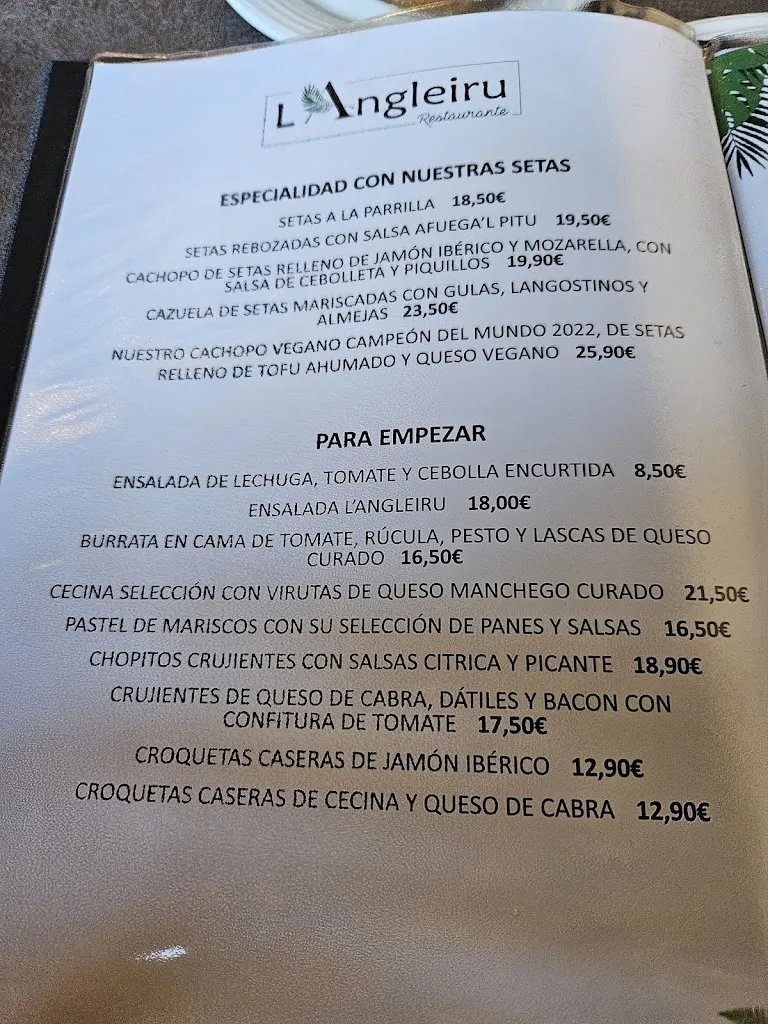 L'Angleiru
Restaurante
ESPECIALIDAD CON NUESTRAS SETAS
SETAS A LA PARRILLA 18,50€
SETAS REBOZADAS CON SALSA AFUEGA'L PITU 19,50€
CACHOPO DE SETAS RELLENO DE JAMÓN IBÉRICO Y MOZARELLA, CON
SALSA DE CEBOLLETA Y PIQUILLOS 19,90€
CAZUELA DE SETAS MARISCADAS CON GULAS, LANGOSTINOS Y
ALMEJAS 23,50€
NUESTRO CACHOPO VEGANO CAMPEÓN DEL MUNDO 2022, DE SETAS
RELLENO DE TOFU AHUMADO Y QUESO VEGANO 25,90€
PARA EMPEZAR
ENSALADA DE LECHUGA, TOMATE Y CEBOLLA ENCURTIDA 8,50€
ENSALADA L'ANGLEIRU 18,00€
BURRATA EN CAMA DE TOMATE, RÚCULA, PESTO Y LASCAS DE QUESO
CURADO 16,50€
CECINA SELECCIÓN CON VIRUTAS DE QUESO MANCHEGO CURADO 21,50€
PASTEL DE MARISCOS CON SU SELECCIÓN DE PANES Y SALSAS 16,50€
CHOPITOS CRUJIENTES CON SALSAS CITRICA Y PICANTE 18,90€
CRUJIENTES DE QUESO DE CABRA, DÁTILES Y BACON CON
CONFITURA DE TOMATE 17,50€
CROQUETAS CASERAS DE JAMÓN IBÉRICO 12,90€
CROQUETAS CASERAS DE CECINA Y QUESO DE CABRA 12,90€